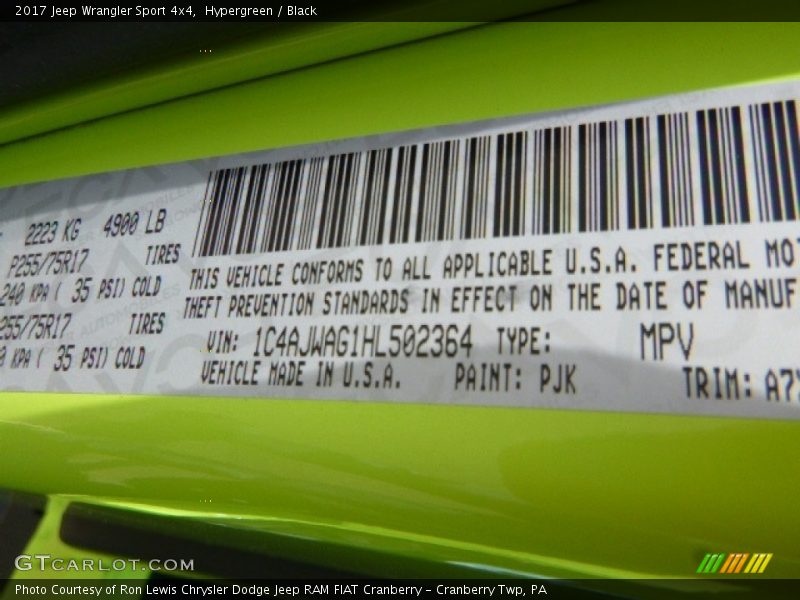 2017 Jeep Wrangler Sport 4x4, Hypergreen / Black
2223 KG 4900 LB
P255/75R17 TIRES
240 KPA ( 35 PSI) COLD
255/75R17 TIRES
KPA ( 35 PSI) COLD
THIS VEHICLE CONFORMS TO ALL APPLICABLE U.S.A. FEDERAL MOT
THEFT PREVENTION STANDARDS IN EFFECT ON THE DATE OF MANUF
VIN: 1C4AJWAG1HL502364 TYPE: MPV
VEHICLE MADE IN U.S.A. PAINT: PJK TRIM: A7
GTCARLOT.COM
Photo Courtesy of Ron Lewis Chrysler Dodge Jeep RAM FIAT Cranberry - Cranberry Twp, PA